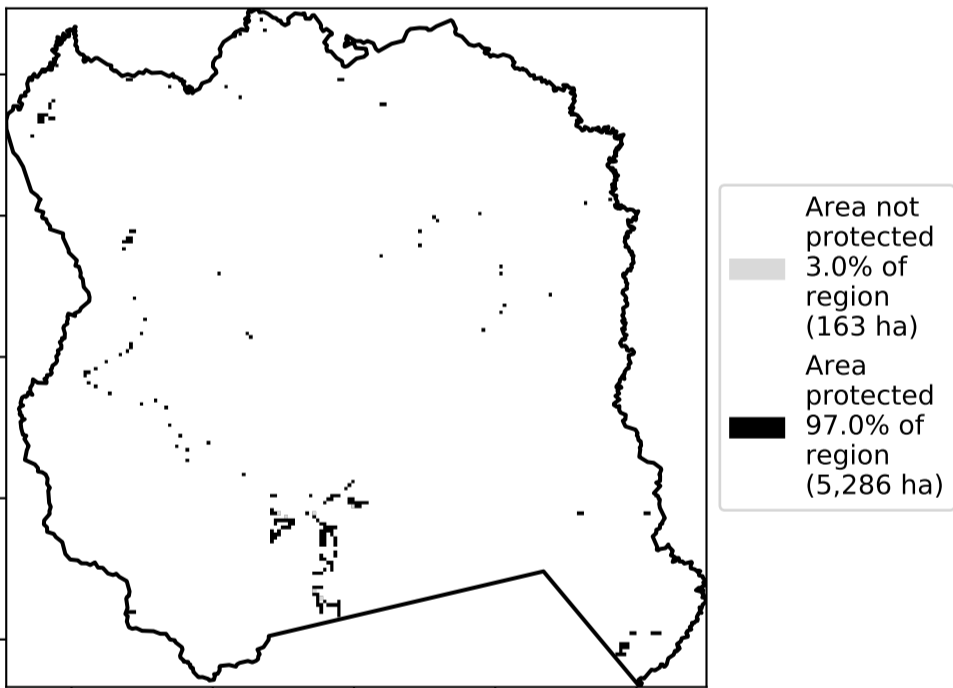 Area not
protected
3.0% of
region
(163 ha)
Area
protected
97.0% of
region
(5,286 ha)